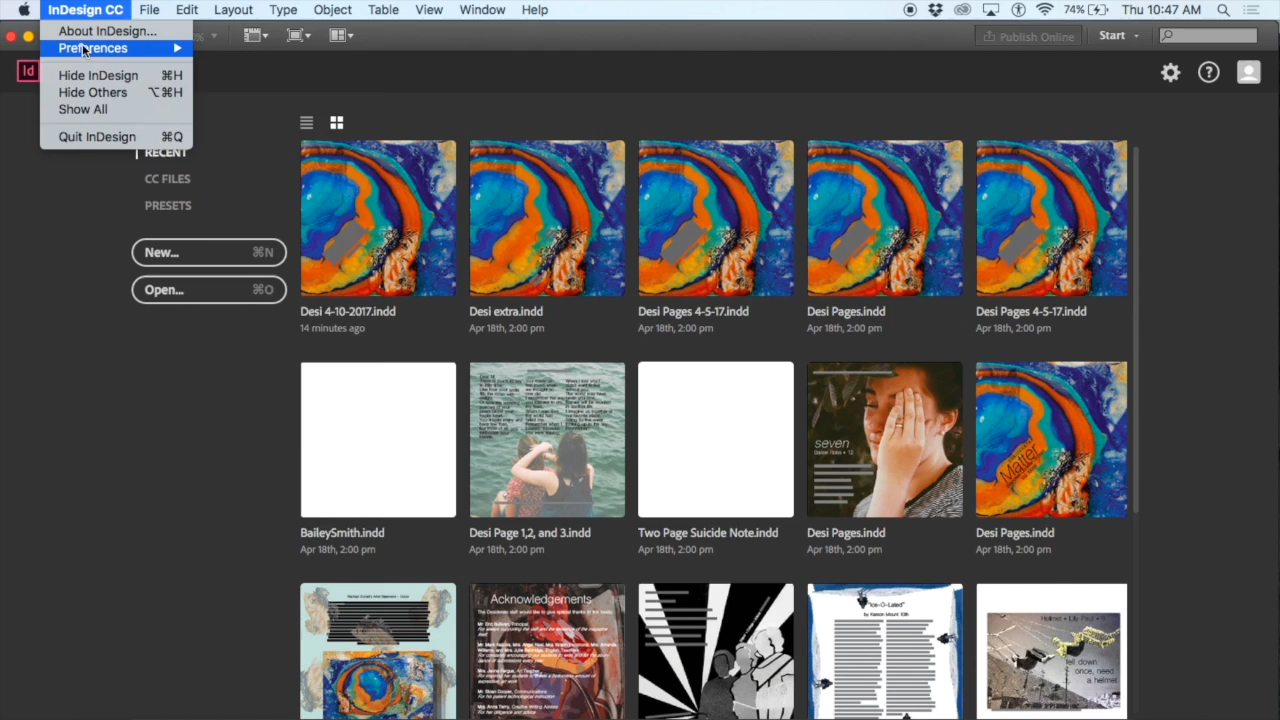 InDesign CC File Edit Layout Type Object Table View Window Help 74% Thu 10:47 AM
About InDesign...
Preferences
Hide InDesign ⌘H
Hide Others ⌥⌘H
Show All
Quit InDesign ⌘Q
% Publish Online Start
Id
RECENT
CC FILES
PRESETS
New... ⌘N
Open... ⌘O
Desi 4-10-2017.indd Desi extra.indd Desi Pages 4-5-17.indd Desi Pages.indd Desi Pages 4-5-17.indd
14 minutes ago Apr 18th, 2:00 pm Apr 18th, 2:00 pm Apr 18th, 2:00 pm Apr 18th, 2:00 pm
seven
Matter
BaileySmith.indd Desi Page 1,2, and 3.indd Two Page Suicide Note.indd Desi Pages.indd Desi Pages.indd
Apr 18th, 2:00 pm Apr 18th, 2:00 pm Apr 18th, 2:00 pm Apr 18th, 2:00 pm Apr 18th, 2:00 pm
Acknowledgements
"Ice-O-Lated"
by Karson Mount 10th
fell down
once, need
a helmet